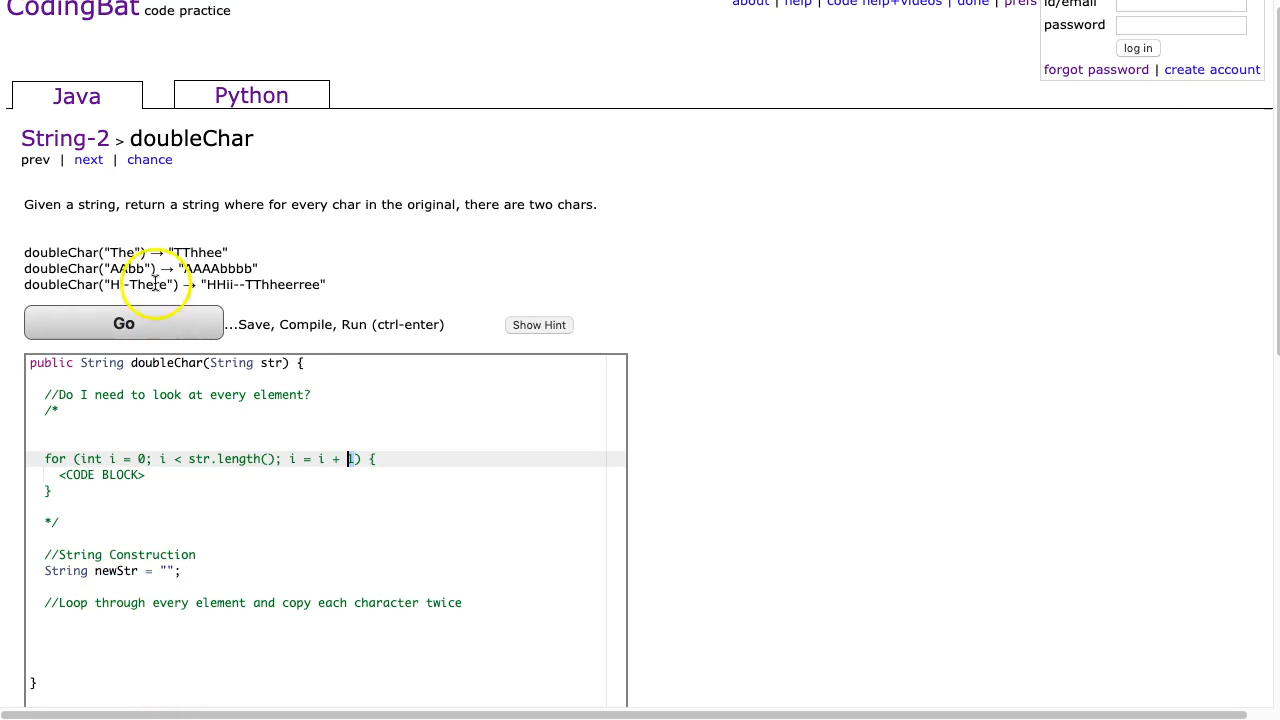 CodingBat code practice
about | help | code help+videos | done | prefs
id/email
password
log in
forgot password | create account
Java
Python
String-2 > doubleChar
prev | next | chance
Given a string, return a string where for every char in the original, there are two chars.
doubleChar("The") → "TThhee"
doubleChar("AAbb") → "AAAAbbbb"
doubleChar("Hi-There") → "HHii--TThheerree"
Go
...Save, Compile, Run (ctrl-enter)
Show Hint
public String doubleChar(String str) {
//Do I need to look at every element?
/*
for (int i = 0; i < str.length(); i = i + 1) {
<CODE BLOCK>
}
*/
//String Construction
String newStr = "";
//Loop through every element and copy each character twice
}